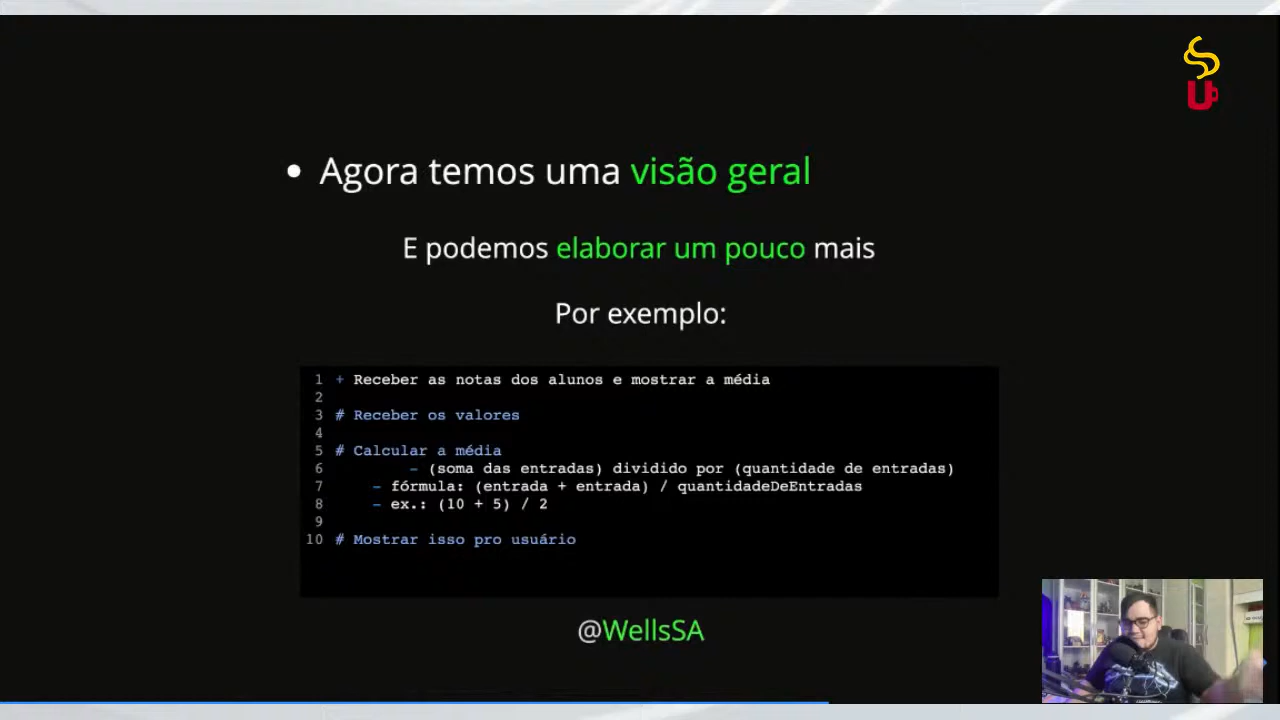 • Agora temos uma visão geral
E podemos elaborar um pouco mais
Por exemplo:
1 + Receber as notas dos alunos e mostrar a média
2
3 # Receber os valores
4
5 # Calcular a média
6 - (soma das entradas) dividido por (quantidade de entradas)
7 - fórmula: (entrada + entrada) / quantidadeDeEntradas
8 - ex.: (10 + 5) / 2
9
10 # Mostrar isso pro usuário
@WellsSA